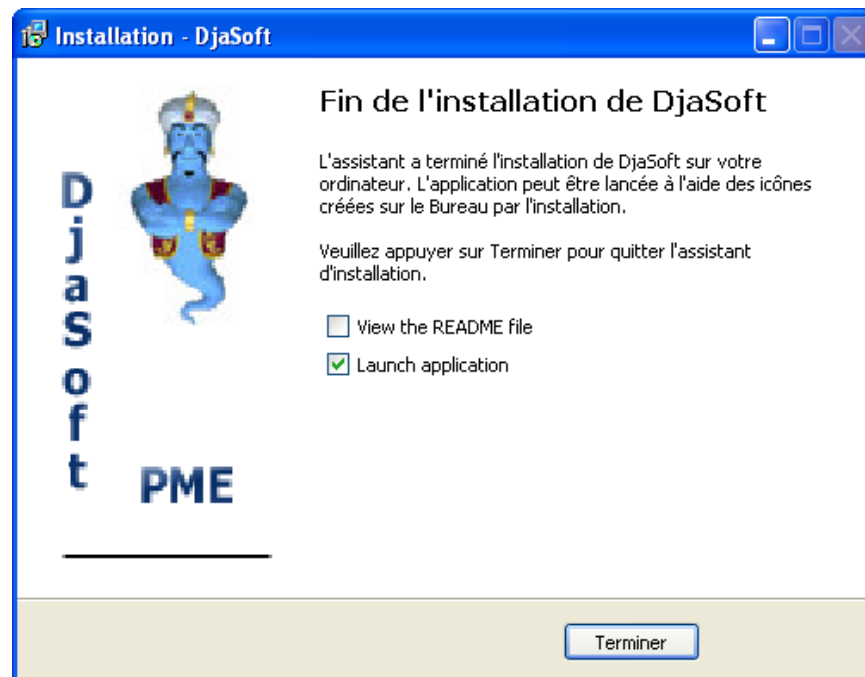 Installation - DjaSoft
DjaSoft
PME
Fin de l'installation de DjaSoft
L'assistant a terminé l'installation de DjaSoft sur votre
ordinateur. L'application peut être lancée à l'aide des icônes
créées sur le Bureau par l'installation.
Veuillez appuyer sur Terminer pour quitter l'assistant
d'installation.
View the README file
Launch application
Terminer